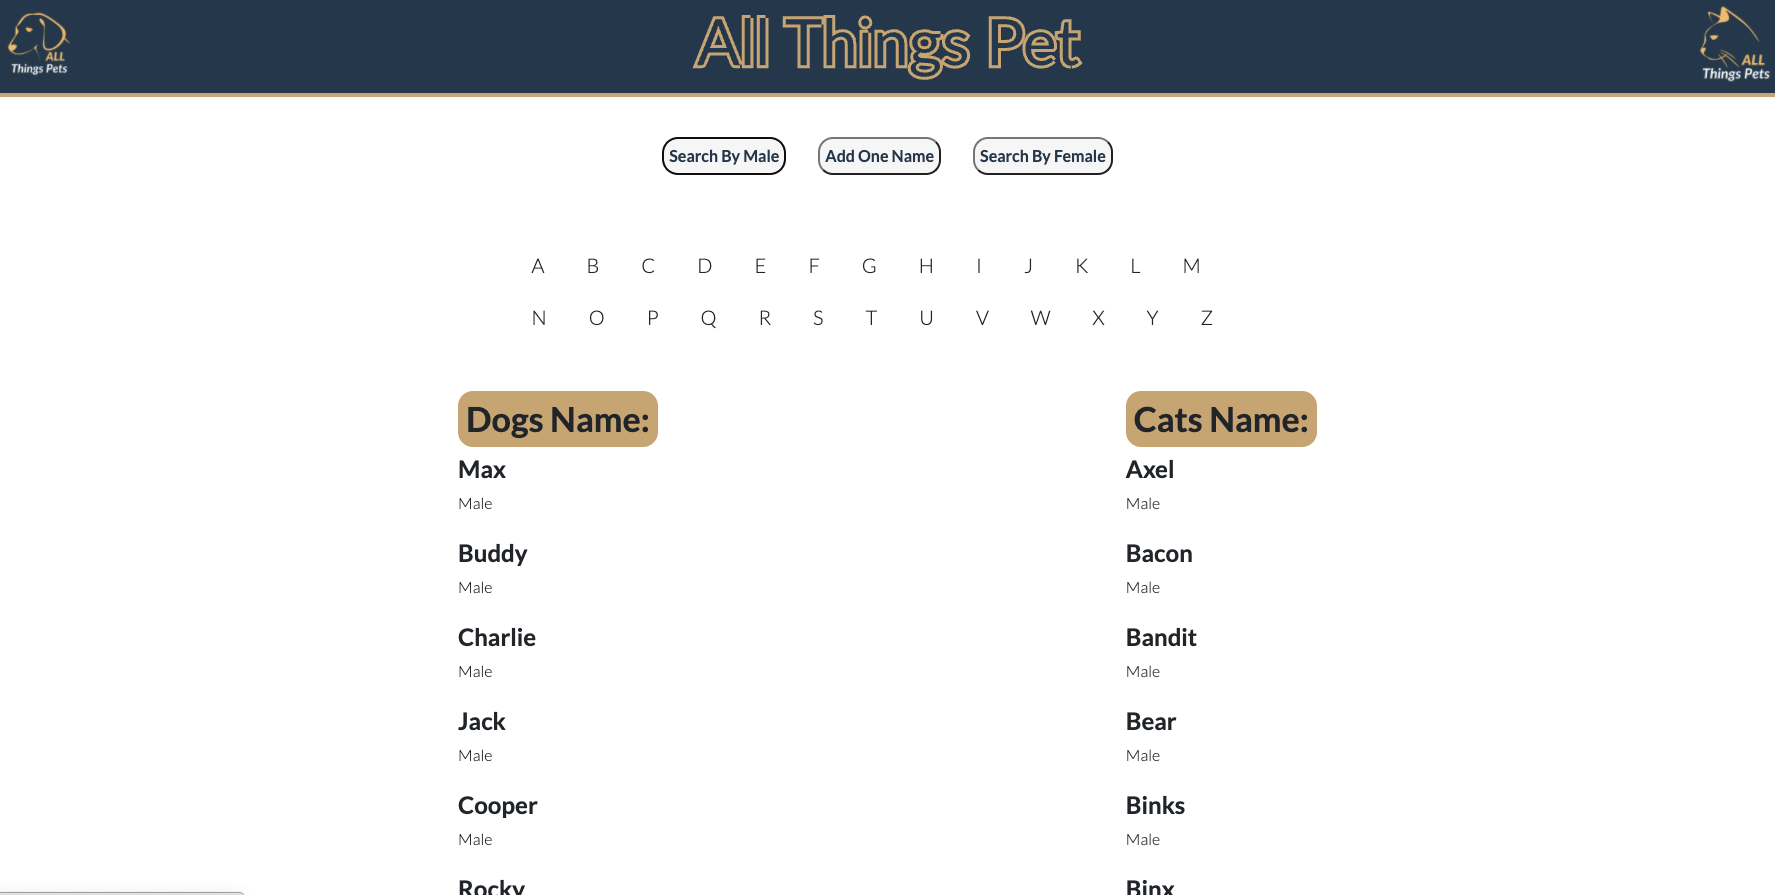 ALL
Things Pets
All Things Pet
ALL
Things Pets
Search By Male
Add One Name
Search By Female
A B C D E F G H I J K L M
N O P Q R S T U V W X Y Z
Dogs Name:
Max
Male
Buddy
Male
Charlie
Male
Jack
Male
Cooper
Male
Rocky
Cats Name:
Axel
Male
Bacon
Male
Bandit
Male
Bear
Male
Binks
Male
Binx